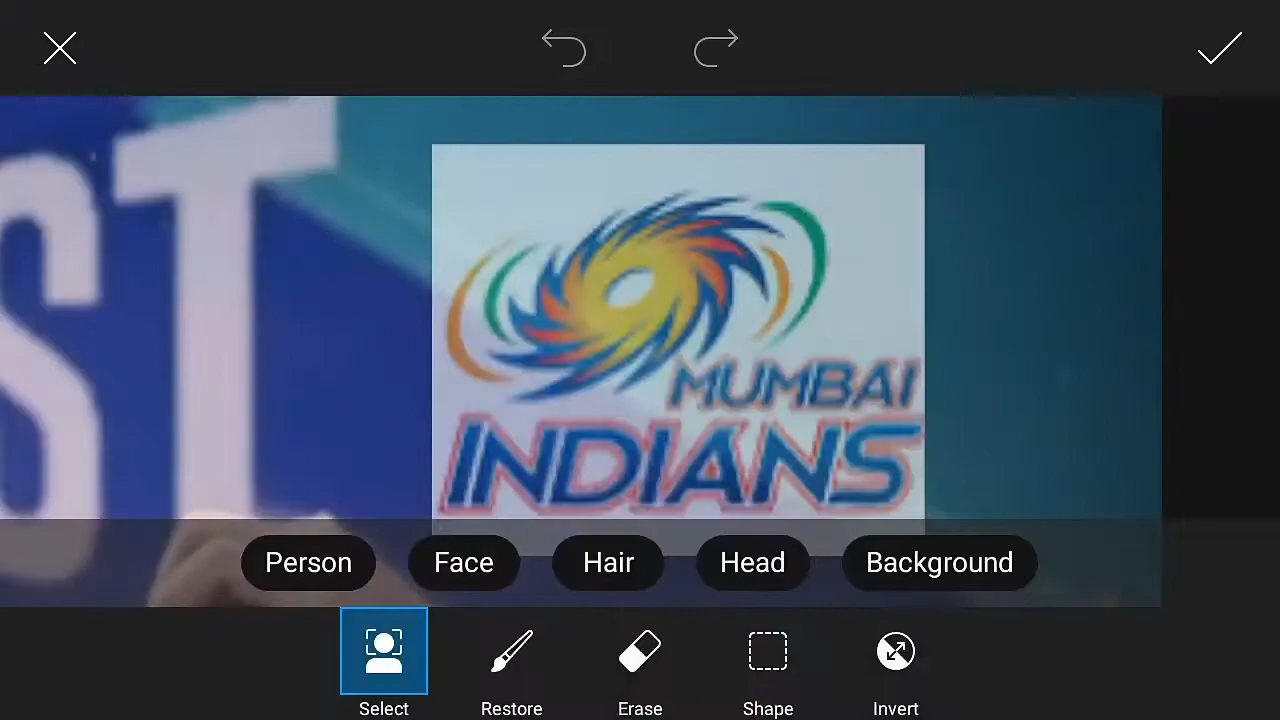 ST
MUMBAI
INDIANS
Person Face Hair Head Background
Select Restore Erase Shape Invert